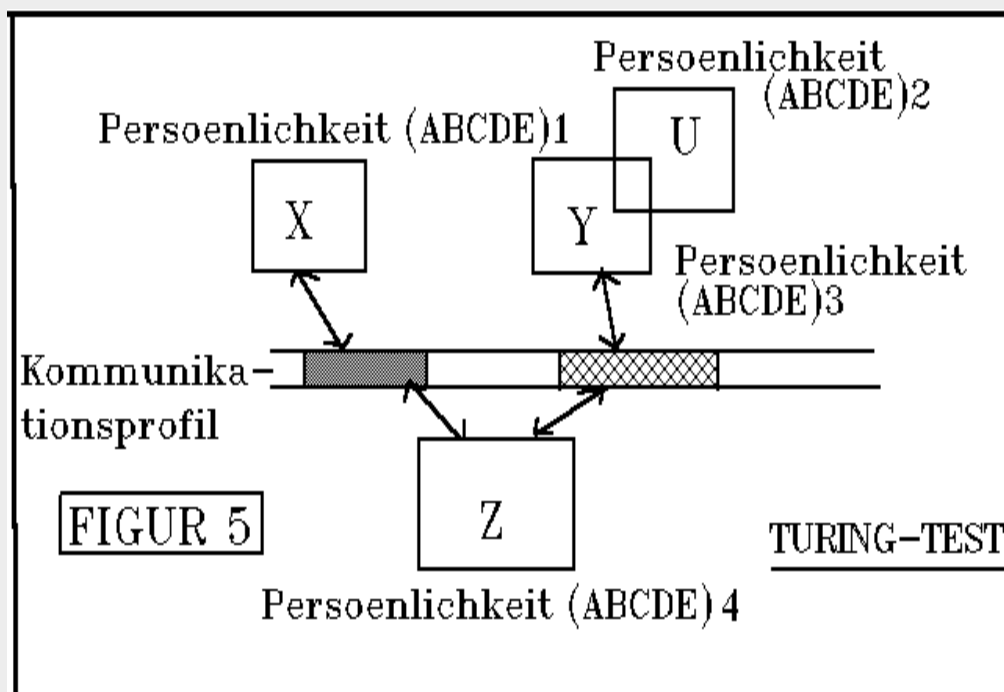 Persoenlichkeit
(ABCDE)2
Persoenlichkeit (ABCDE)1
U
X
Y
Persoenlichkeit
(ABCDE)3
Kommunika-
tionsprofil
Z
FIGUR 5
TURING-TEST
Persoenlichkeit (ABCDE) 4